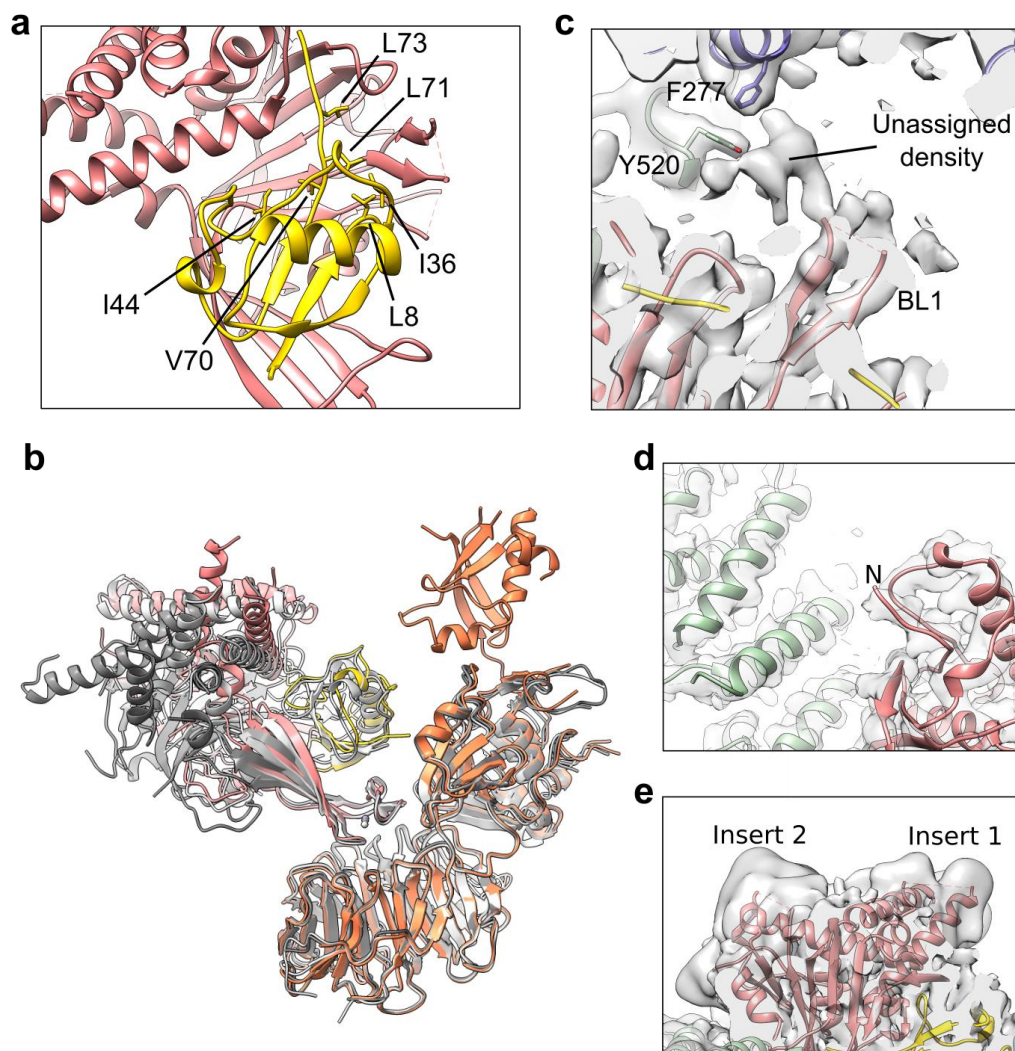 a
L73
L71
I36
L8
V70
I44
c
F277
Y520
Unassigned
density
BL1
b
d
N
e
Insert 2
Insert 1